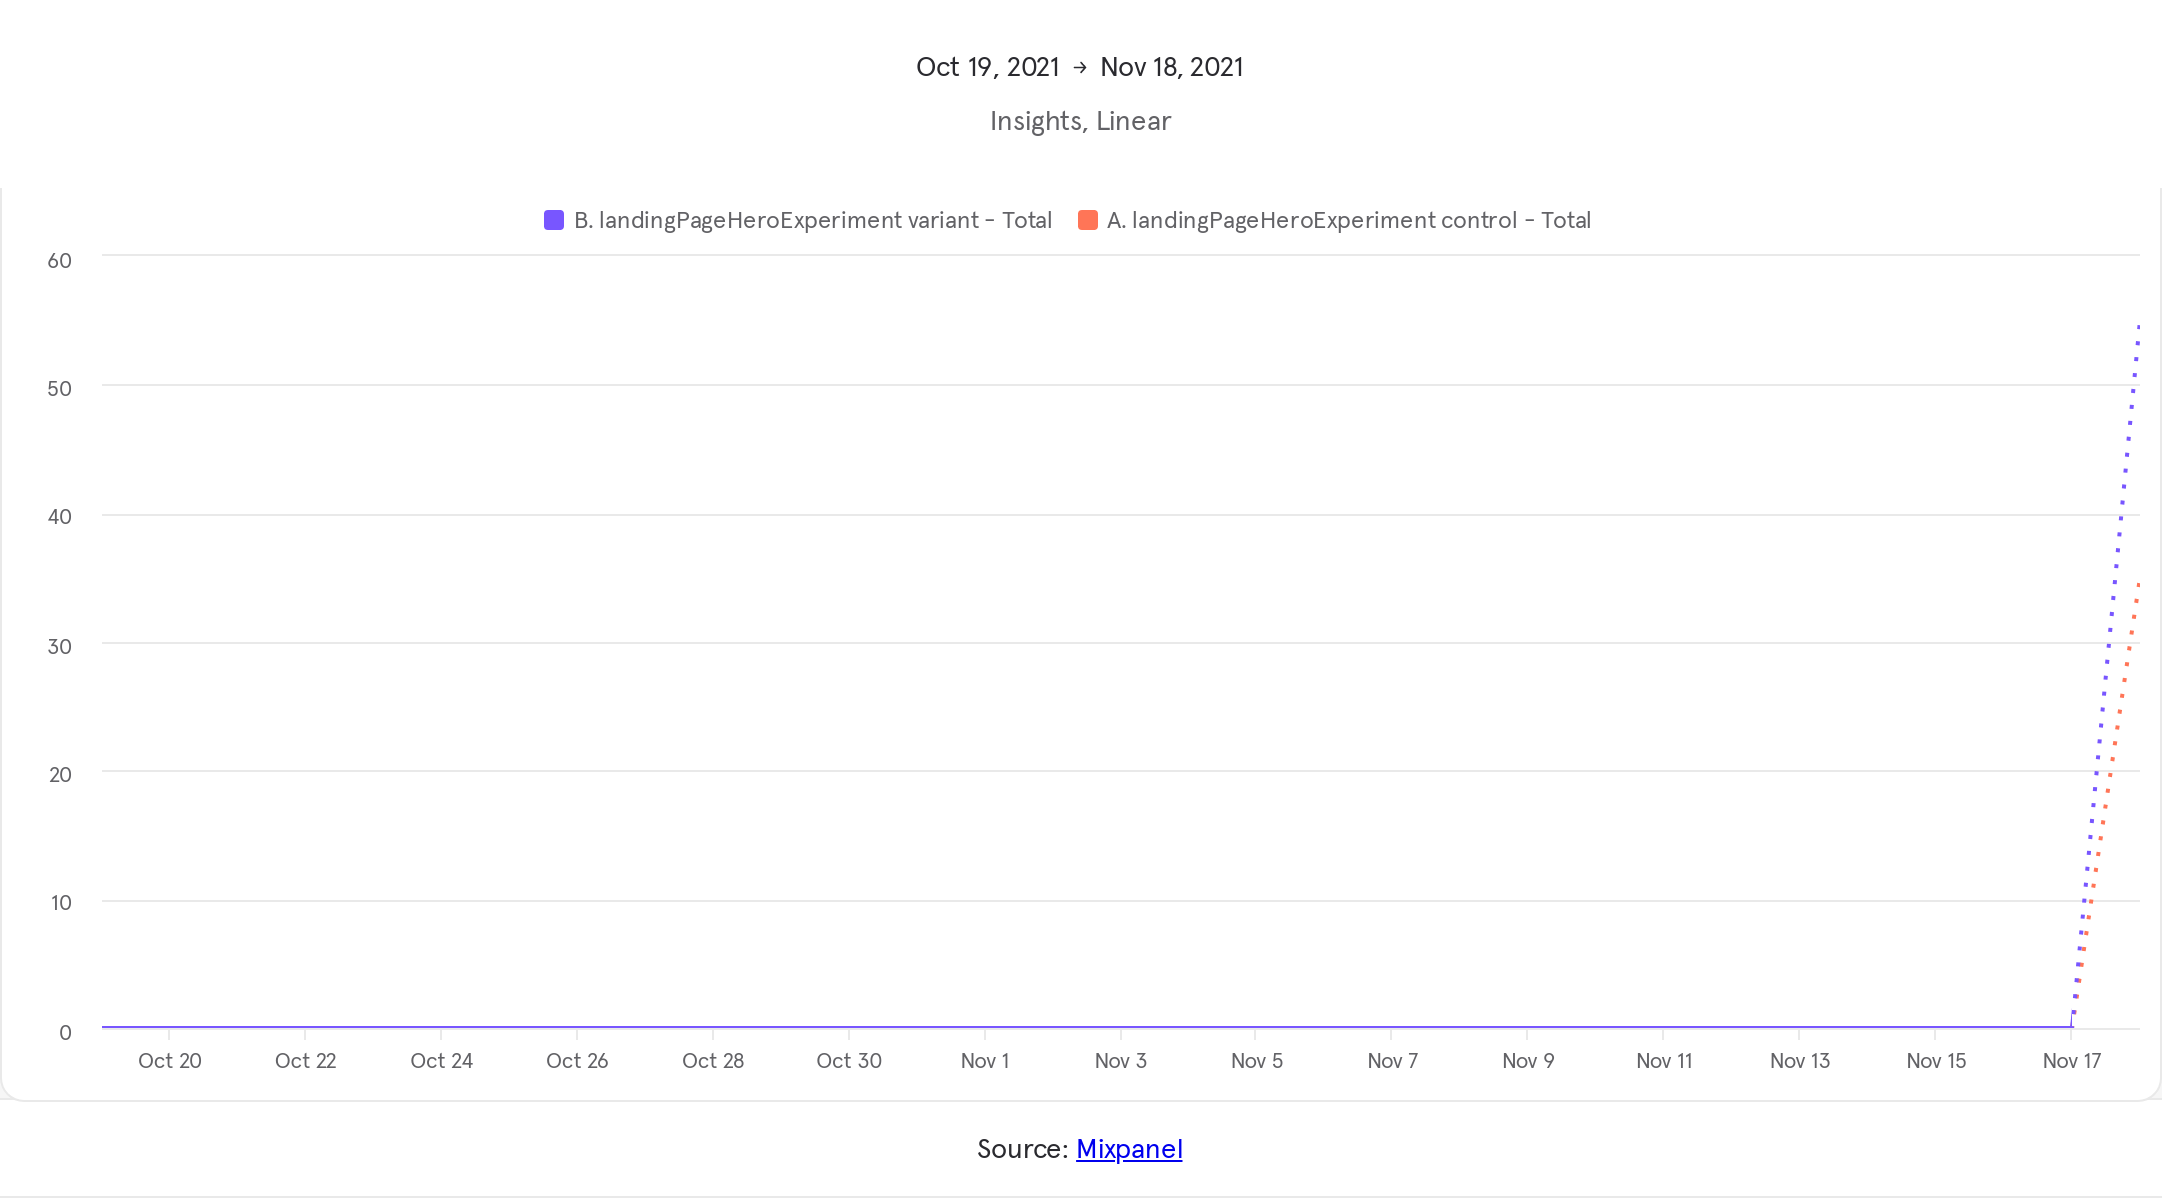 Oct 19, 2021 → Nov 18, 2021
Insights, Linear
B. landingPageHeroExperiment variant - Total A. landingPageHeroExperiment control - Total
60
50
40
30
20
10
0
Oct 20 Oct 22 Oct 24 Oct 26 Oct 28 Oct 30 Nov 1 Nov 3 Nov 5 Nov 7 Nov 9 Nov 11 Nov 13 Nov 15 Nov 17
Source: Mixpanel